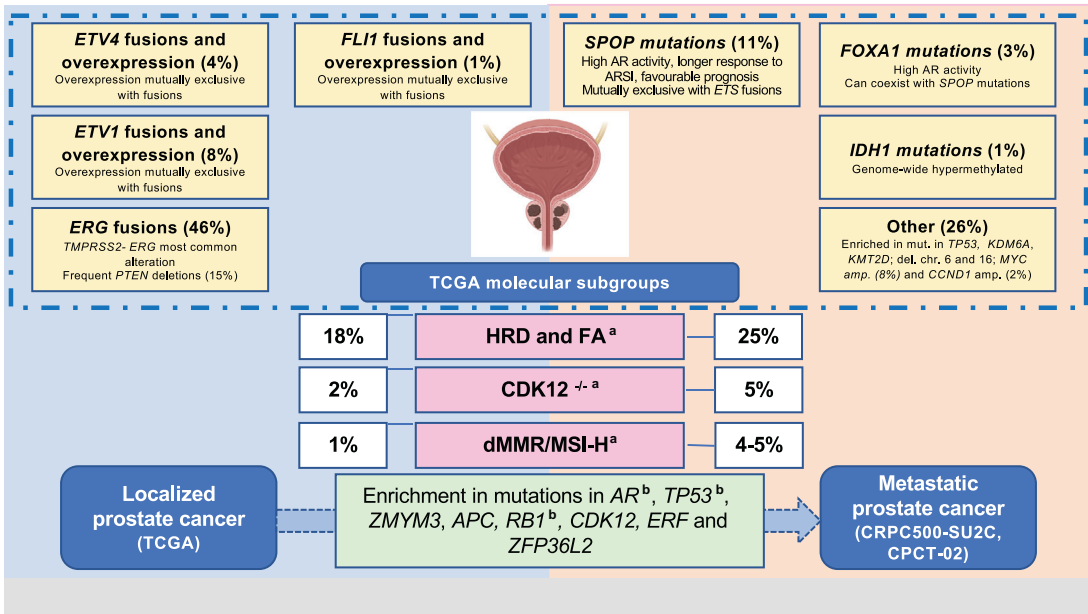 ETV4 fusions and
overexpression (4%)
Overexpression mutually exclusive
with fusions
FLI1 fusions and
overexpression (1%)
Overexpression mutually exclusive
with fusions
SPOP mutations (11%)
High AR activity, longer response to
ARSI, favourable prognosis
Mutually exclusive with ETS fusions
FOXA1 mutations (3%)
High AR activity
Can coexist with SPOP mutations
ETV1 fusions and
overexpression (8%)
Overexpression mutually exclusive
with fusions
IDH1 mutations (1%)
Genome-wide hypermethylated
ERG fusions (46%)
TMPRSS2- ERG most common
alteration
Frequent PTEN deletions (15%)
Other (26%)
Enriched in mut. in TP53, KDM6A,
KMT2D; del. chr. 6 and 16; MYC
amp. (8%) and CCND1 amp. (2%)
TCGA molecular subgroups
18%
HRD and FA a
25%
2%
CDK12 -/- a
5%
1%
dMMR/MSI-H a
4-5%
Localized
prostate cancer
(TCGA)
Enrichment in mutations in AR b, TP53 b,
ZMYM3, APC, RB1 b, CDK12, ERF and
ZFP36L2
Metastatic
prostate cancer
(CRPC500-SU2C,
CPCT-02)